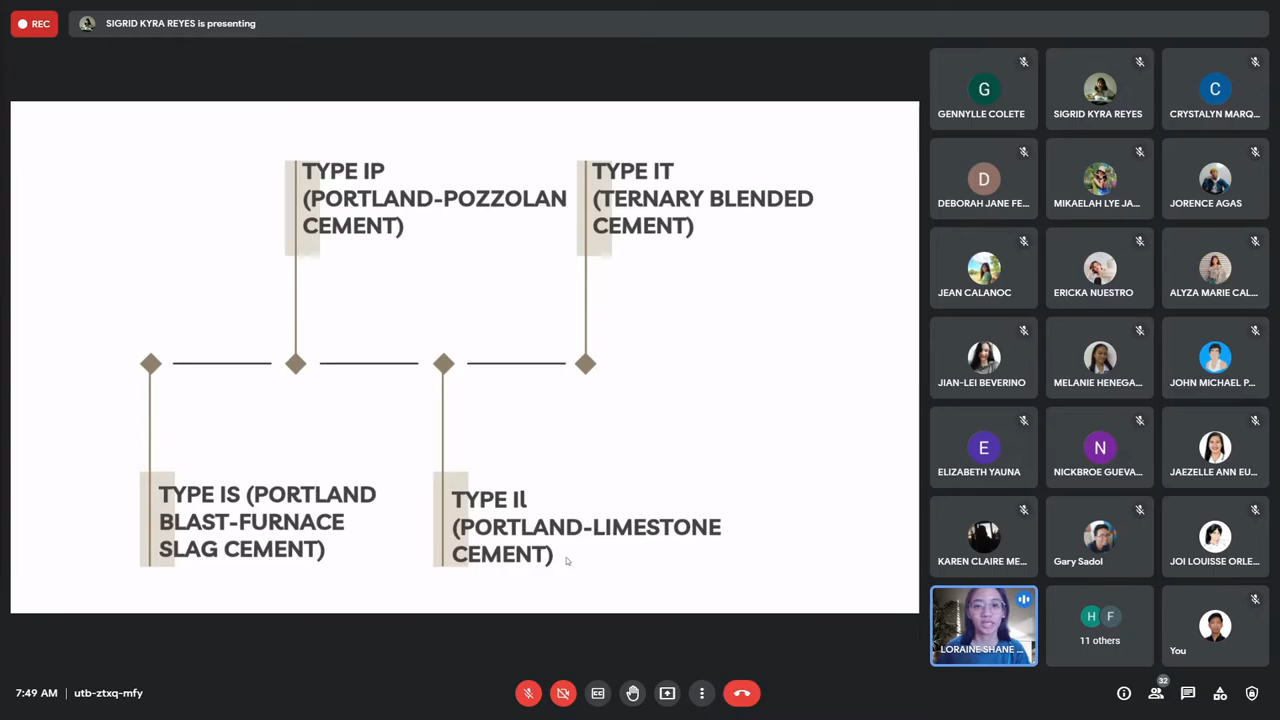 REC
SIGRID KYRA REYES is presenting
TYPE IP
(PORTLAND-POZZOLAN
CEMENT)
TYPE IT
(TERNARY BLENDED
CEMENT)
TYPE IS (PORTLAND
BLAST-FURNACE
SLAG CEMENT)
TYPE Il
(PORTLAND-LIMESTONE
CEMENT)
G
GENNYLLE COLETE
SIGRID KYRA REYES
C
CRYSTALYN MARQ...
D
DEBORAH JANE FE...
MIKAELAH LYE JA...
JORENCE AGAS
JEAN CALANOC
ERICKA NUESTRO
ALYZA MARIE CAL...
JIAN-LEI BEVERINO
MELANIE HENEGA...
JOHN MICHAEL P...
E
ELIZABETH YAUNA
N
NICKBROE GUEVA...
JAEZELLE ANN EU...
KAREN CLAIRE ME...
Gary Sadol
JOI LOUISSE ORLE...
LORAINE SHANE ...
H F
11 others
You
7:49 AM | utb-ztxq-mfy
32